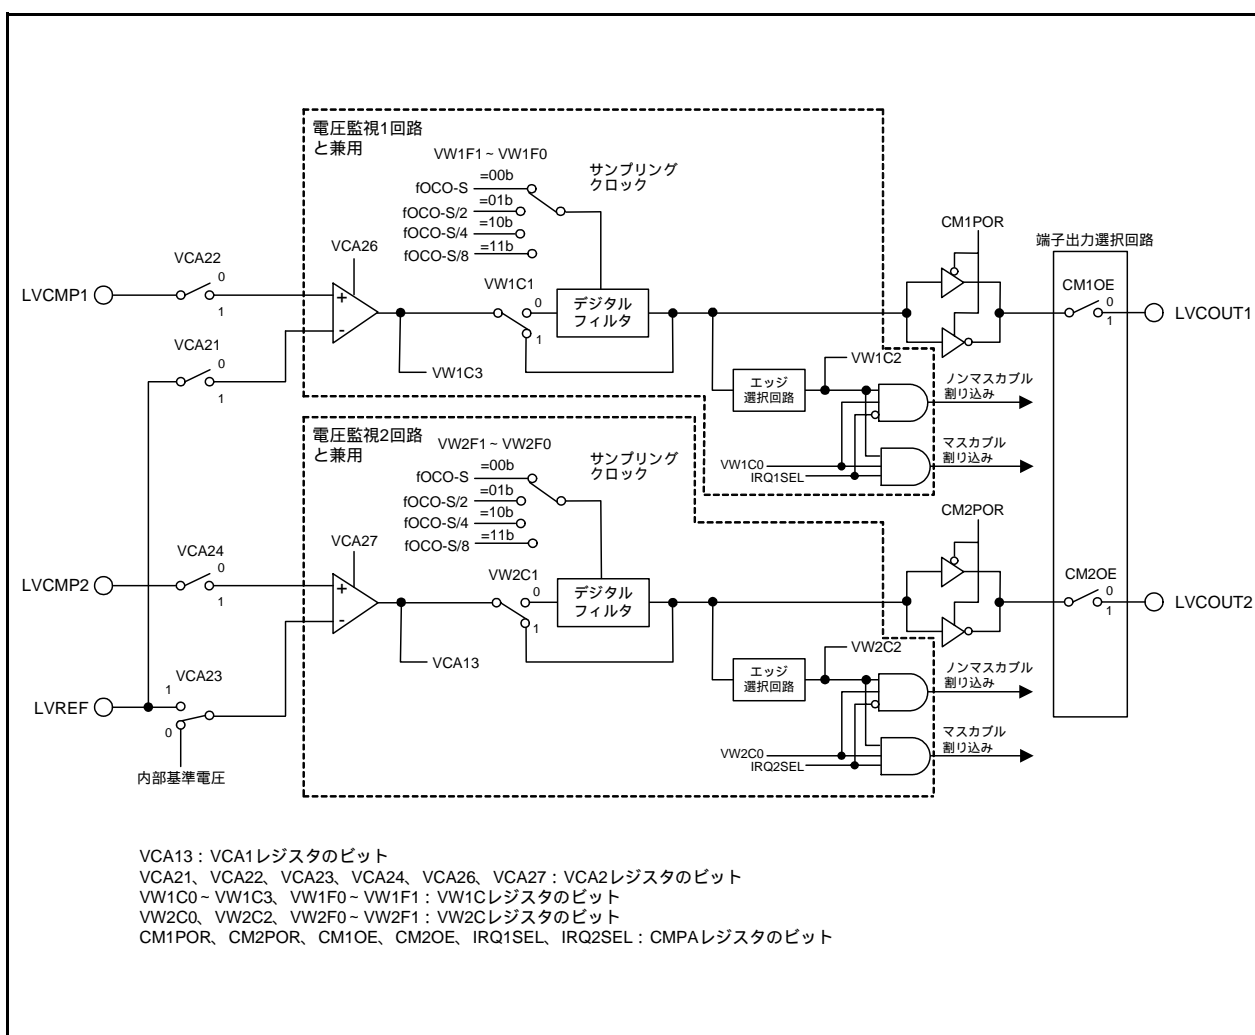 電圧監視1回路
と兼用
VW1F1～VW1F0
サンプリング
クロック
fOCO-S
=00b
fOCO-S/2
=01b
fOCO-S/4
=10b
fOCO-S/8
=11b
CM1POR
端子出力選択回路
VCA22
0
1
VCA26
VW1C1
0
1
デジタル
フィルタ
CM1OE
0
1
LVCMP1
+
-
LVCOUT1
VCA21
0
1
VW1C3
VW1C2
エッジ
選択回路
ノンマスカブル
割り込み
マスカブル
割り込み
VW1C0
IRQ1SEL
電圧監視2回路
と兼用
VW2F1～VW2F0
サンプリング
クロック
fOCO-S
=00b
fOCO-S/2
=01b
fOCO-S/4
=10b
fOCO-S/8
=11b
CM2POR
VCA24
0
1
VCA27
VW2C1
0
1
デジタル
フィルタ
CM2OE
0
1
LVCMP2
+
-
LVCOUT2
VCA13
VW2C2
エッジ
選択回路
ノンマスカブル
割り込み
VCA23
1
0
LVREF
マスカブル
割り込み
VW2C0
IRQ2SEL
内部基準電圧
VCA13：VCA1レジスタのビット
VCA21、VCA22、VCA23、VCA24、VCA26、VCA27：VCA2レジスタのビット
VW1C0～VW1C3、VW1F0～VW1F1：VW1Cレジスタのビット
VW2C0、VW2C2、VW2F0～VW2F1：VW2Cレジスタのビット
CM1POR、CM2POR、CM1OE、CM2OE、IRQ1SEL、IRQ2SEL：CMPAレジスタのビット